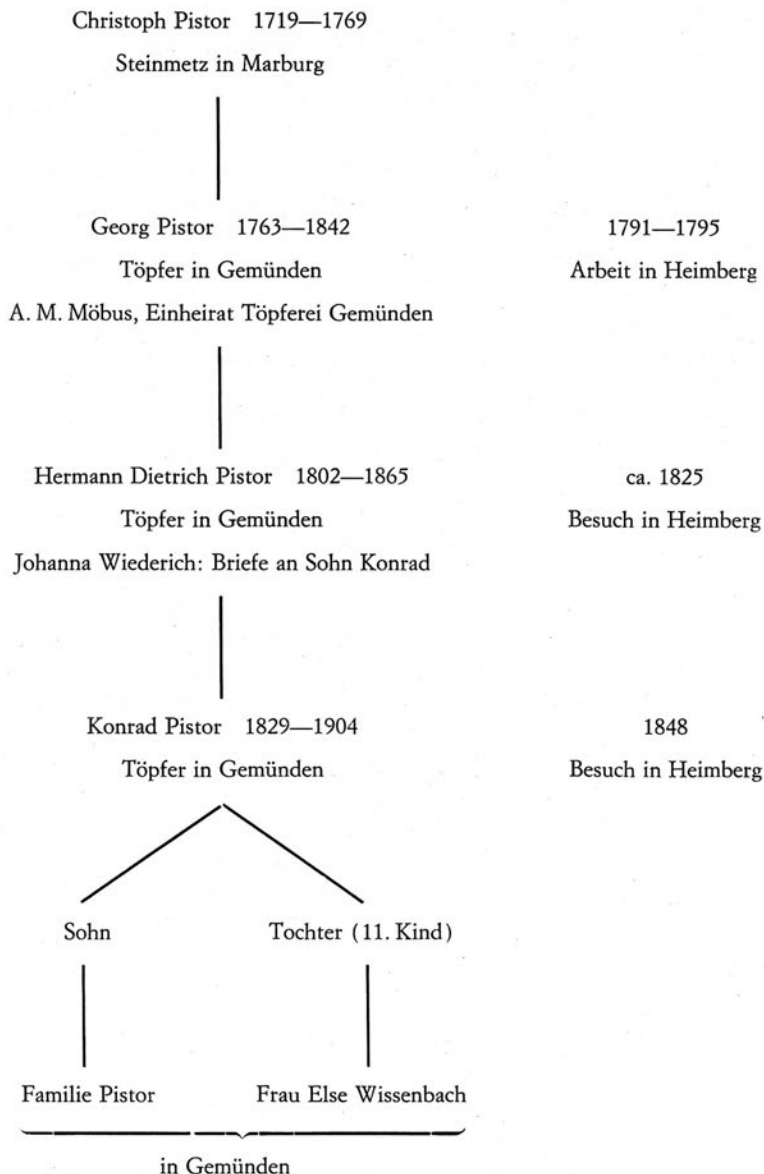 Christoph Pistor 1719—1769
Steinmetz in Marburg
Georg Pistor 1763—1842
1791—1795
Töpfer in Gemünden
Arbeit in Heimberg
A. M. Möbus, Einheirat Töpferei Gemünden
Hermann Dietrich Pistor 1802—1865
ca. 1825
Töpfer in Gemünden
Besuch in Heimberg
Johanna Wiederich: Briefe an Sohn Konrad
Konrad Pistor 1829—1904
1848
Töpfer in Gemünden
Besuch in Heimberg
Sohn
Tochter (11. Kind)
Familie Pistor
Frau Else Wissenbach
in Gemünden